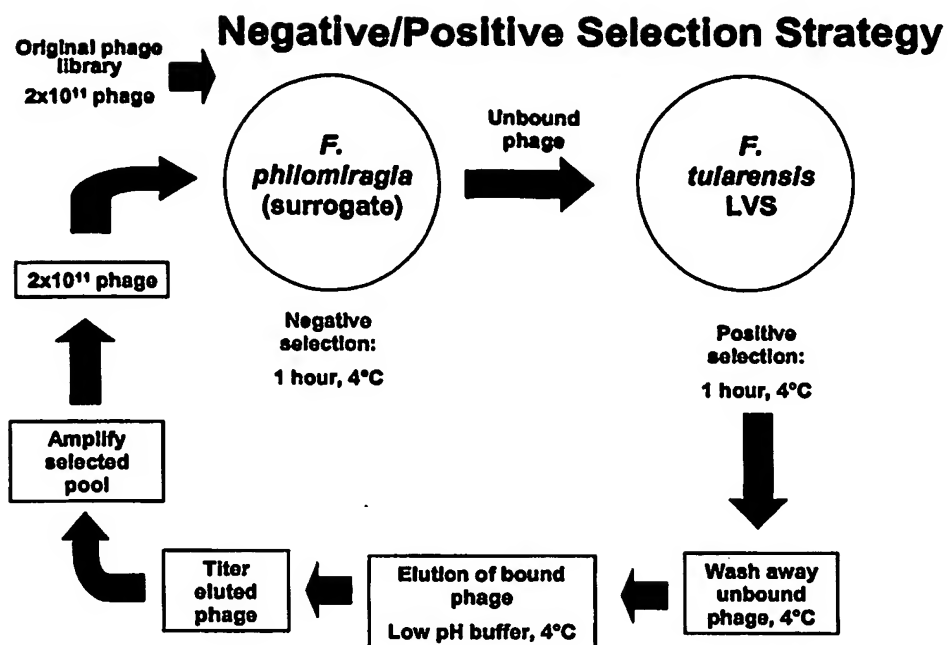 Negative/Positive Selection Strategy
Original phage
library
2x10¹¹ phage
F.
philomiragia
(surrogate)
Unbound
phage
F.
tularensis
LVS
2x10¹¹ phage
Negative
selection:
1 hour, 4°C
Positive
selection:
1 hour, 4°C
Amplify
selected
pool
Titer
eluted
phage
Elution of bound
phage
Low pH buffer, 4°C
Wash away
unbound
phage, 4°C